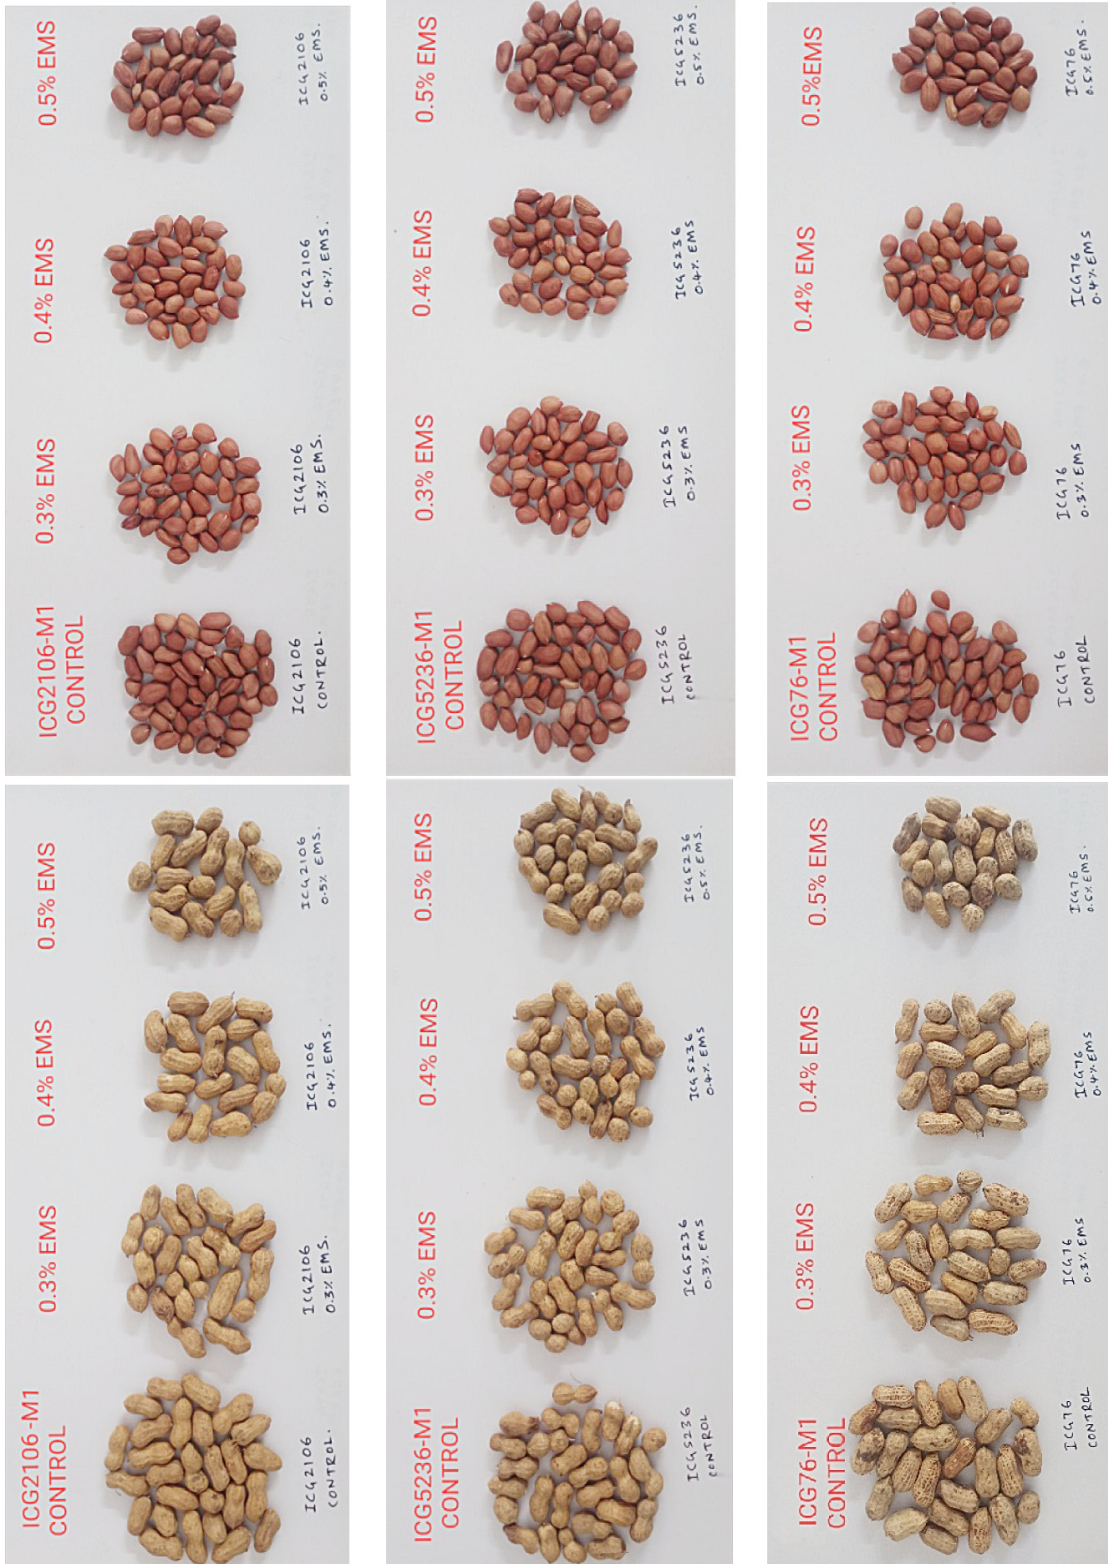 ICG2106-M1
CONTROL
0.3% EMS
0.4% EMS
0.5% EMS
ICG2106
CONTROL.
ICG2106
0.3% EMS.
ICG2106
0.4% EMS.
ICG2106
0.5% EMS.
ICG2106-M1
CONTROL
0.3% EMS
0.4% EMS
0.5% EMS
ICG2106
CONTROL.
ICG2106
0.3% EMS.
ICG2106
0.4% EMS.
ICG2106
0.5% EMS.
ICG5236-M1
CONTROL
0.3% EMS
0.4% EMS
0.5% EMS
ICG5236
CONTROL
ICG5236
0.3% EMS
ICG5236
0.4% EMS
ICG5236
0.5% EMS.
ICG5236-M1
CONTROL
0.3% EMS
0.4% EMS
0.5% EMS
ICG5236
CONTROL
ICG5236
0.3% EMS
ICG5236
0.4% EMS
ICG5236
0.5% EMS.
ICG76-M1
CONTROL
0.3% EMS
0.4% EMS
0.5% EMS
ICG76
CONTROL
ICG76
0.3% EMS
ICG76
0.4% EMS
ICG76
0.5% EMS.
ICG76-M1
CONTROL
0.3% EMS
0.4% EMS
0.5%EMS
ICG76
CONTROL
ICG76
0.3% EMS
ICG76
0.4% EMS
ICG76
0.5% EMS.